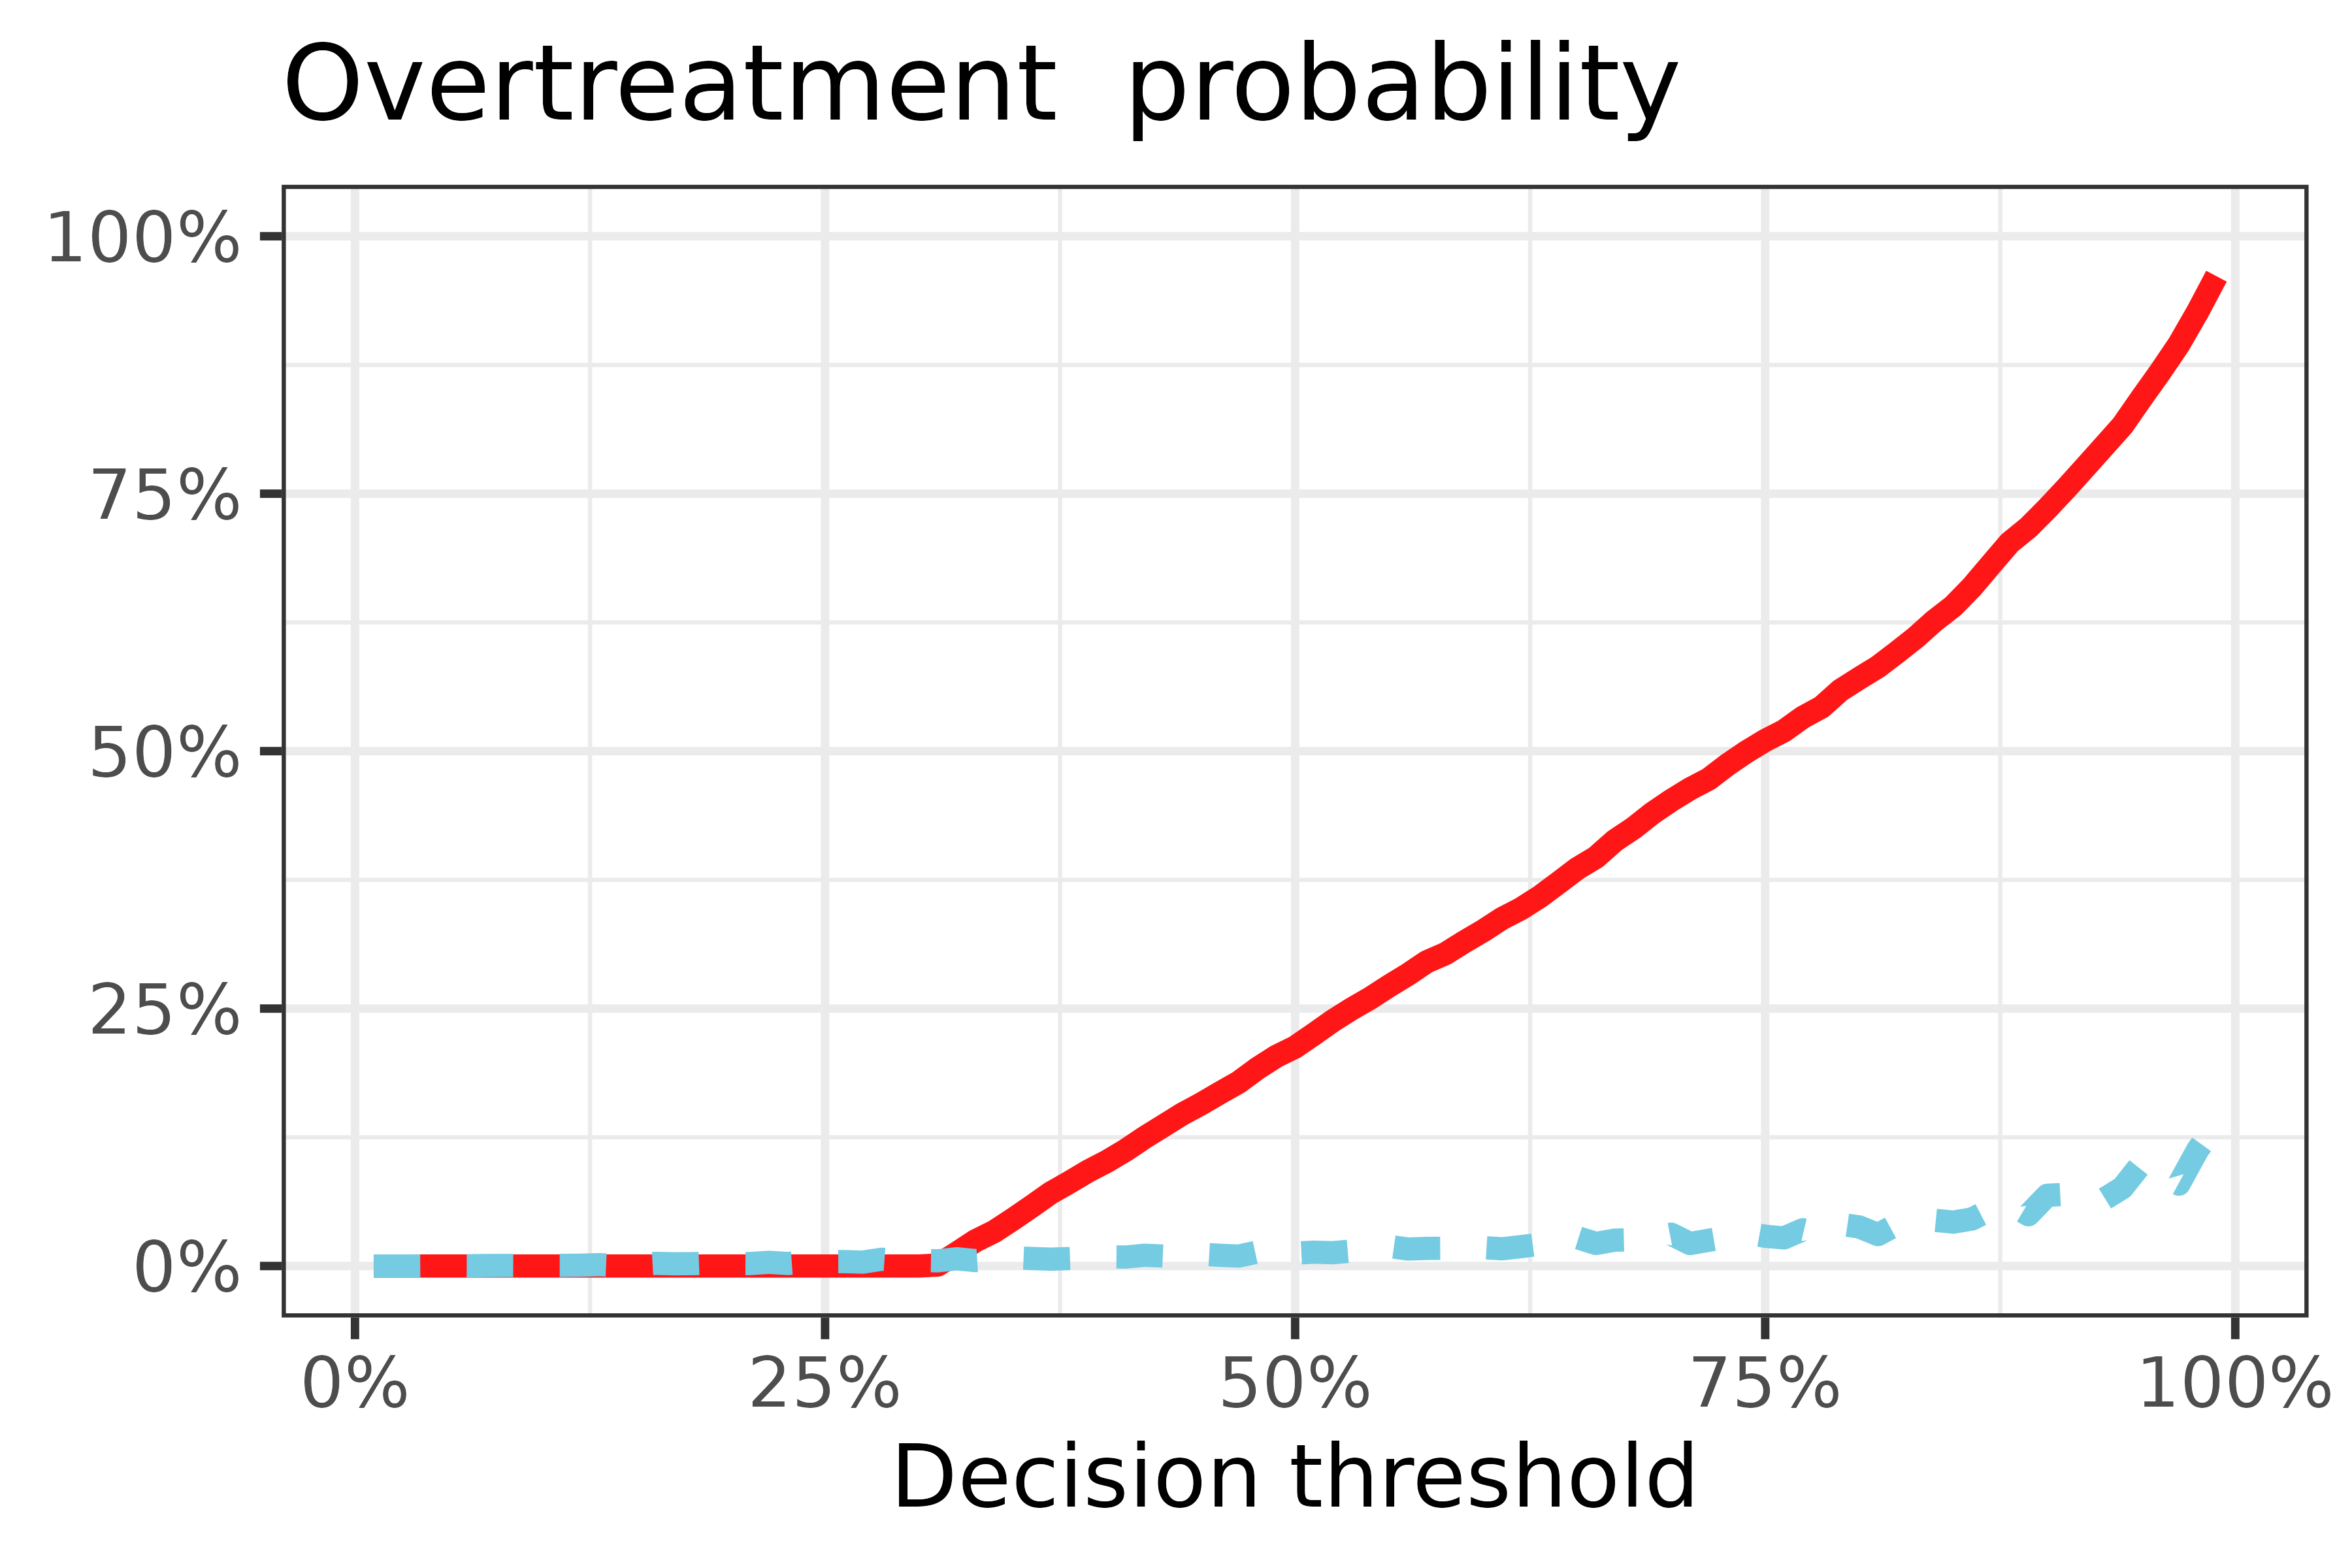 Overtreatment  probability
100%
75%
50%
25%
0%
0% 25% 50% 75% 100%
Decision threshold